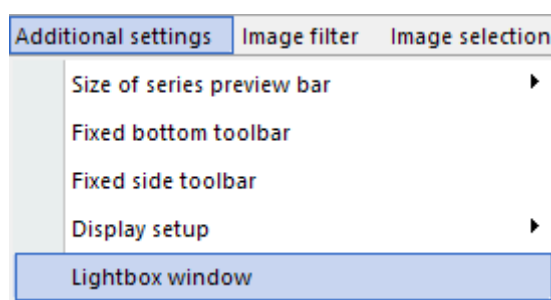 Additional settings Image filter Image selection
Size of series preview bar
Fixed bottom toolbar
Fixed side toolbar
Display setup
Lightbox window